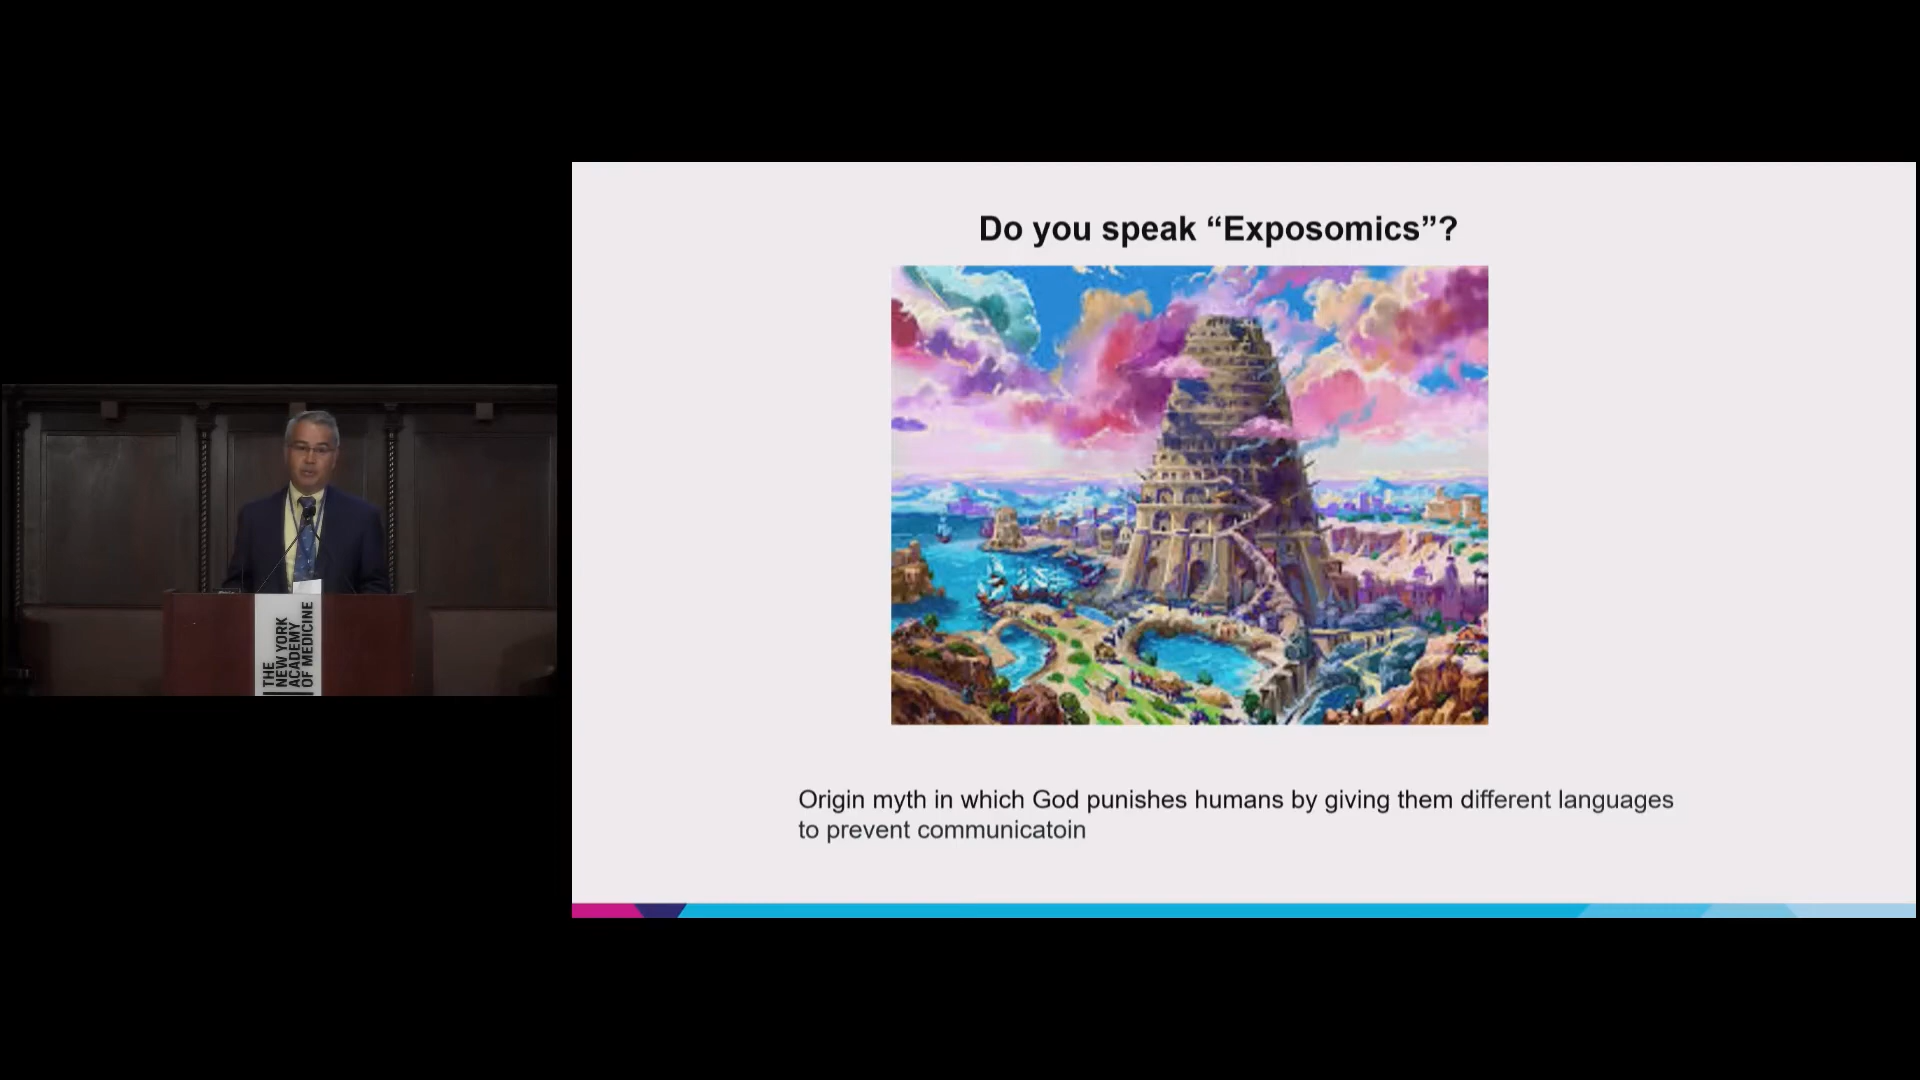 Do you speak “Exposomics”?
Origin myth in which God punishes humans by giving them different languages
to prevent communicatoin
THE
NEW YORK
ACADEMY
OF MEDICINE